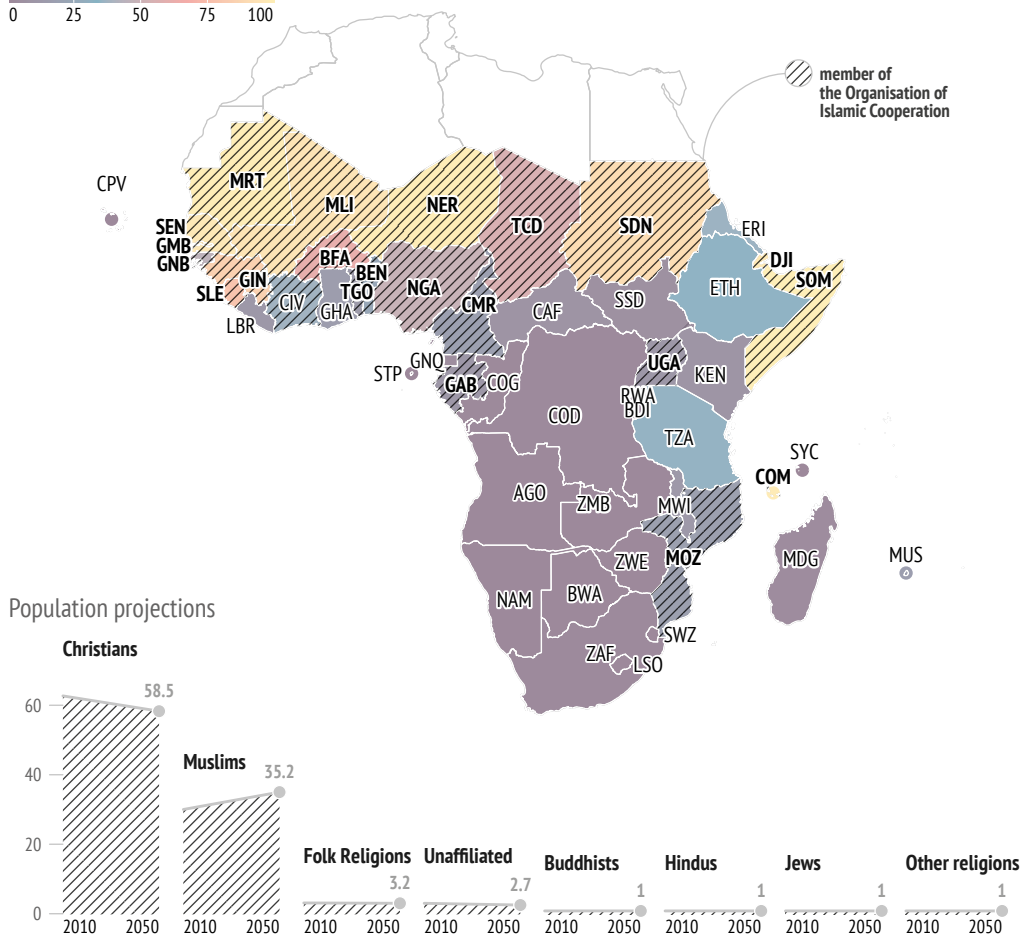 0 25 50 75 100
member of
the Organisation of
Islamic Cooperation
CPV
MRT
MLI
NER
TCD
SDN
ERI
SEN
GMB
GNB
DJI
SOM
SLE
GIN
BFA
BEN
TGO
NGA
CMR
CIV
GHA
LBR
CAF
SSD
ETH
STP
GNQ
GAB
COG
COD
UGA
KEN
RWA
BDI
TZA
SYC
COM
AGO
ZMB
MWI
MDG
MUS
ZWE
MOZ
NAM
BWA
SWZ
ZAF
LSO
Population projections
Christians
58.5
Muslims
35.2
Folk Religions
3.2
Unaffiliated
2.7
Buddhists
1
Hindus
1
Jews
1
Other religions
1
60
40
20
0
2010 2050 2010 2050 2010 2050 2010 2050 2010 2050 2010 2050 2010 2050 2010 2050